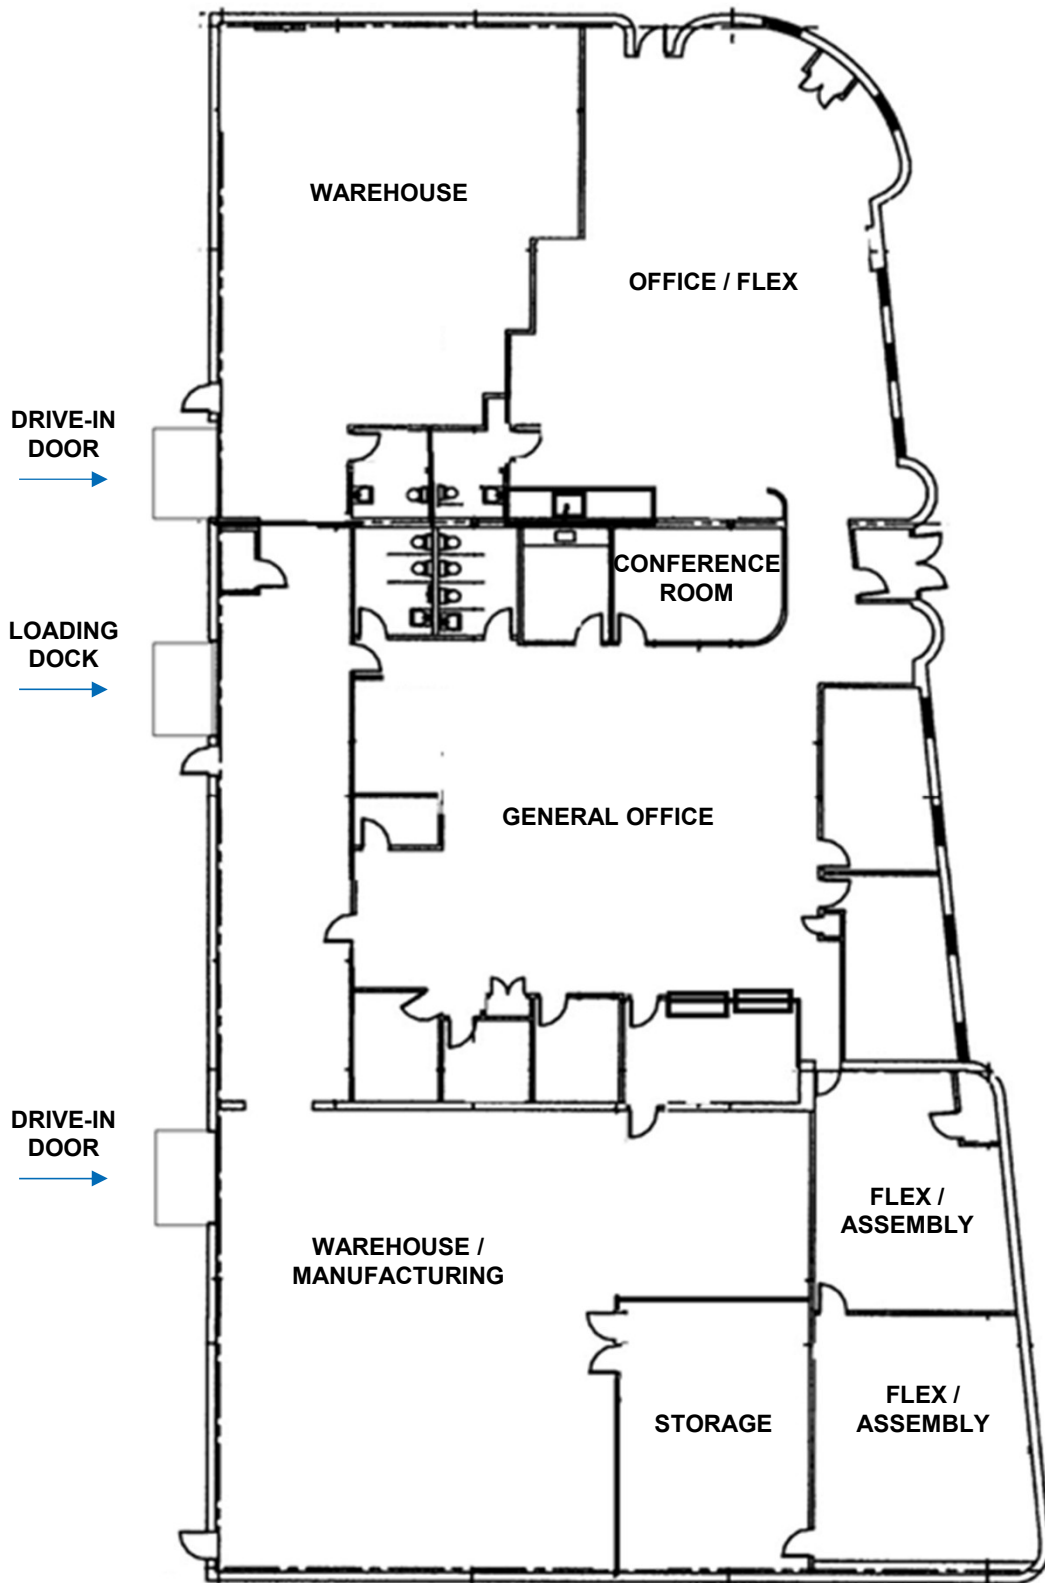 WAREHOUSE
OFFICE / FLEX
DRIVE-IN
DOOR
CONFERENCE
ROOM
LOADING
DOCK
GENERAL OFFICE
DRIVE-IN
DOOR
FLEX /
ASSEMBLY
WAREHOUSE /
MANUFACTURING
FLEX /
ASSEMBLY
STORAGE